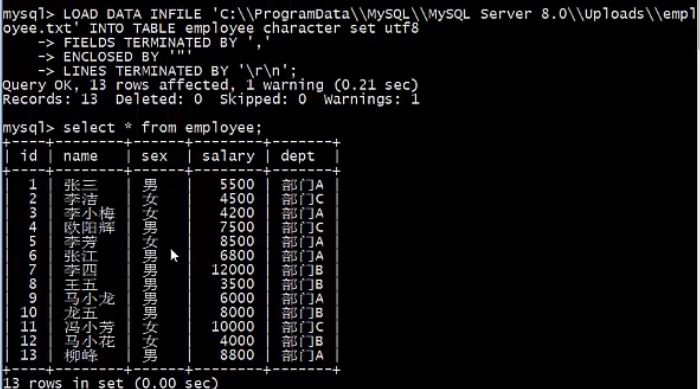 mysql> LOAD DATA INFILE 'C:\\ProgramData\\MySQL\\MySQL Server 8.0\\Uploads\\empl
oyee.txt' INTO TABLE employee character set utf8
    -> FIELDS TERMINATED BY ','
    -> ENCLOSED BY '"'
    -> LINES TERMINATED BY '\r\n';
Query OK, 13 rows affected, 1 warning (0.21 sec)
Records: 13  Deleted: 0  Skipped: 0  Warnings: 1
mysql> select * from employee;
+----+--------+------+--------+-------+
| id | name   | sex  | salary | dept  |
+----+--------+------+--------+-------+
|  1 | 张三   | 男   |   5500 | 部门A |
|  2 | 李洁   | 女   |   4500 | 部门C |
|  3 | 李小梅 | 女   |   4200 | 部门A |
|  4 | 欧阳辉 | 男   |   7500 | 部门C |
|  5 | 李芳   | 女   |   8500 | 部门A |
|  6 | 张江   | 男   |   6800 | 部门A |
|  7 | 李四   | 男   |  12000 | 部门B |
|  8 | 王五   | 男   |   3500 | 部门B |
|  9 | 马小龙 | 男   |   6000 | 部门A |
| 10 | 龙五   | 男   |   8000 | 部门B |
| 11 | 冯小芳 | 女   |  10000 | 部门C |
| 12 | 马小花 | 女   |   4000 | 部门B |
| 13 | 柳峰   | 男   |   8800 | 部门A |
+----+--------+------+--------+-------+
13 rows in set (0.00 sec)